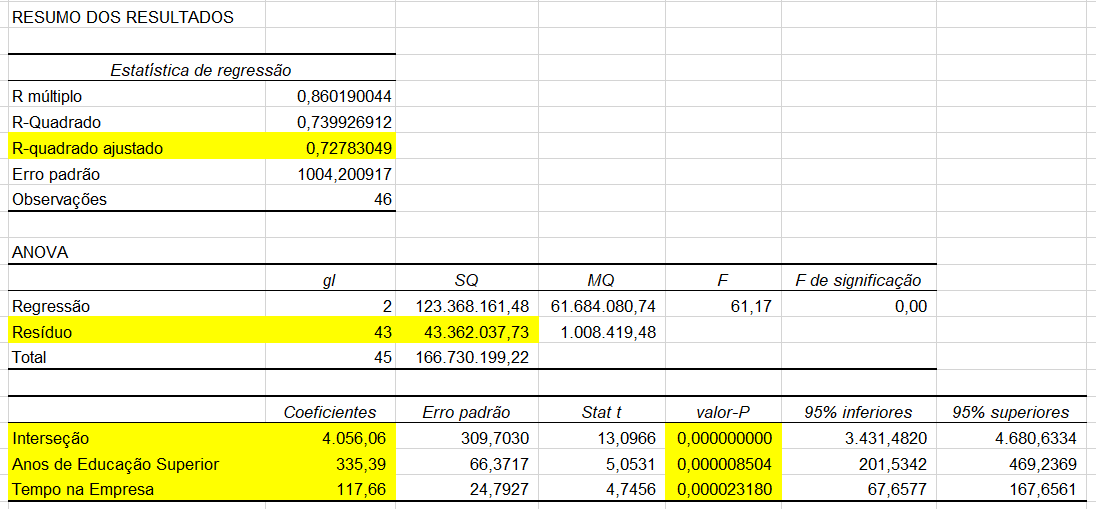 RESUMO DOS RESULTADOS
Estatística de regressão
R múltiplo 0,860190044
R-Quadrado 0,739926912
R-quadrado ajustado 0,72783049
Erro padrão 1004,200917
Observações 46
ANOVA
gl SQ MQ F F de significação
Regressão 2 123.368.161,48 61.684.080,74 61,17 0,00
Resíduo 43 43.362.037,73 1.008.419,48
Total 45 166.730.199,22
Coeficientes Erro padrão Stat t valor-P 95% inferiores 95% superiores
Interseção 4.056,06 309,7030 13,0966 0,000000000 3.431,4820 4.680,6334
Anos de Educação Superior 335,39 66,3717 5,0531 0,000008504 201,5342 469,2369
Tempo na Empresa 117,66 24,7927 4,7456 0,000023180 67,6577 167,6561